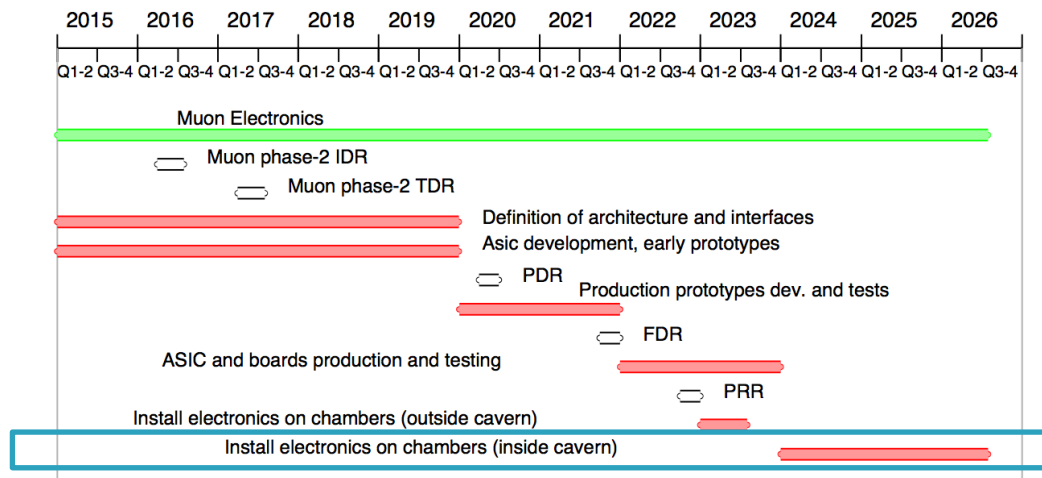 2015 2016 2017 2018 2019 2020 2021 2022 2023 2024 2025 2026
Q1-2 Q3-4 Q1-2 Q3-4 Q1-2 Q3-4 Q1-2 Q3-4 Q1-2 Q3-4 Q1-2 Q3-4 Q1-2 Q3-4 Q1-2 Q3-4 Q1-2 Q3-4 Q1-2 Q3-4 Q1-2 Q3-4 Q1-2 Q3-4
Muon Electronics
Muon phase-2 IDR
Muon phase-2 TDR
Definition of architecture and interfaces
Asic development, early prototypes
PDR
Production prototypes dev. and tests
FDR
ASIC and boards production and testing
PRR
Install electronics on chambers (outside cavern)
Install electronics on chambers (inside cavern)